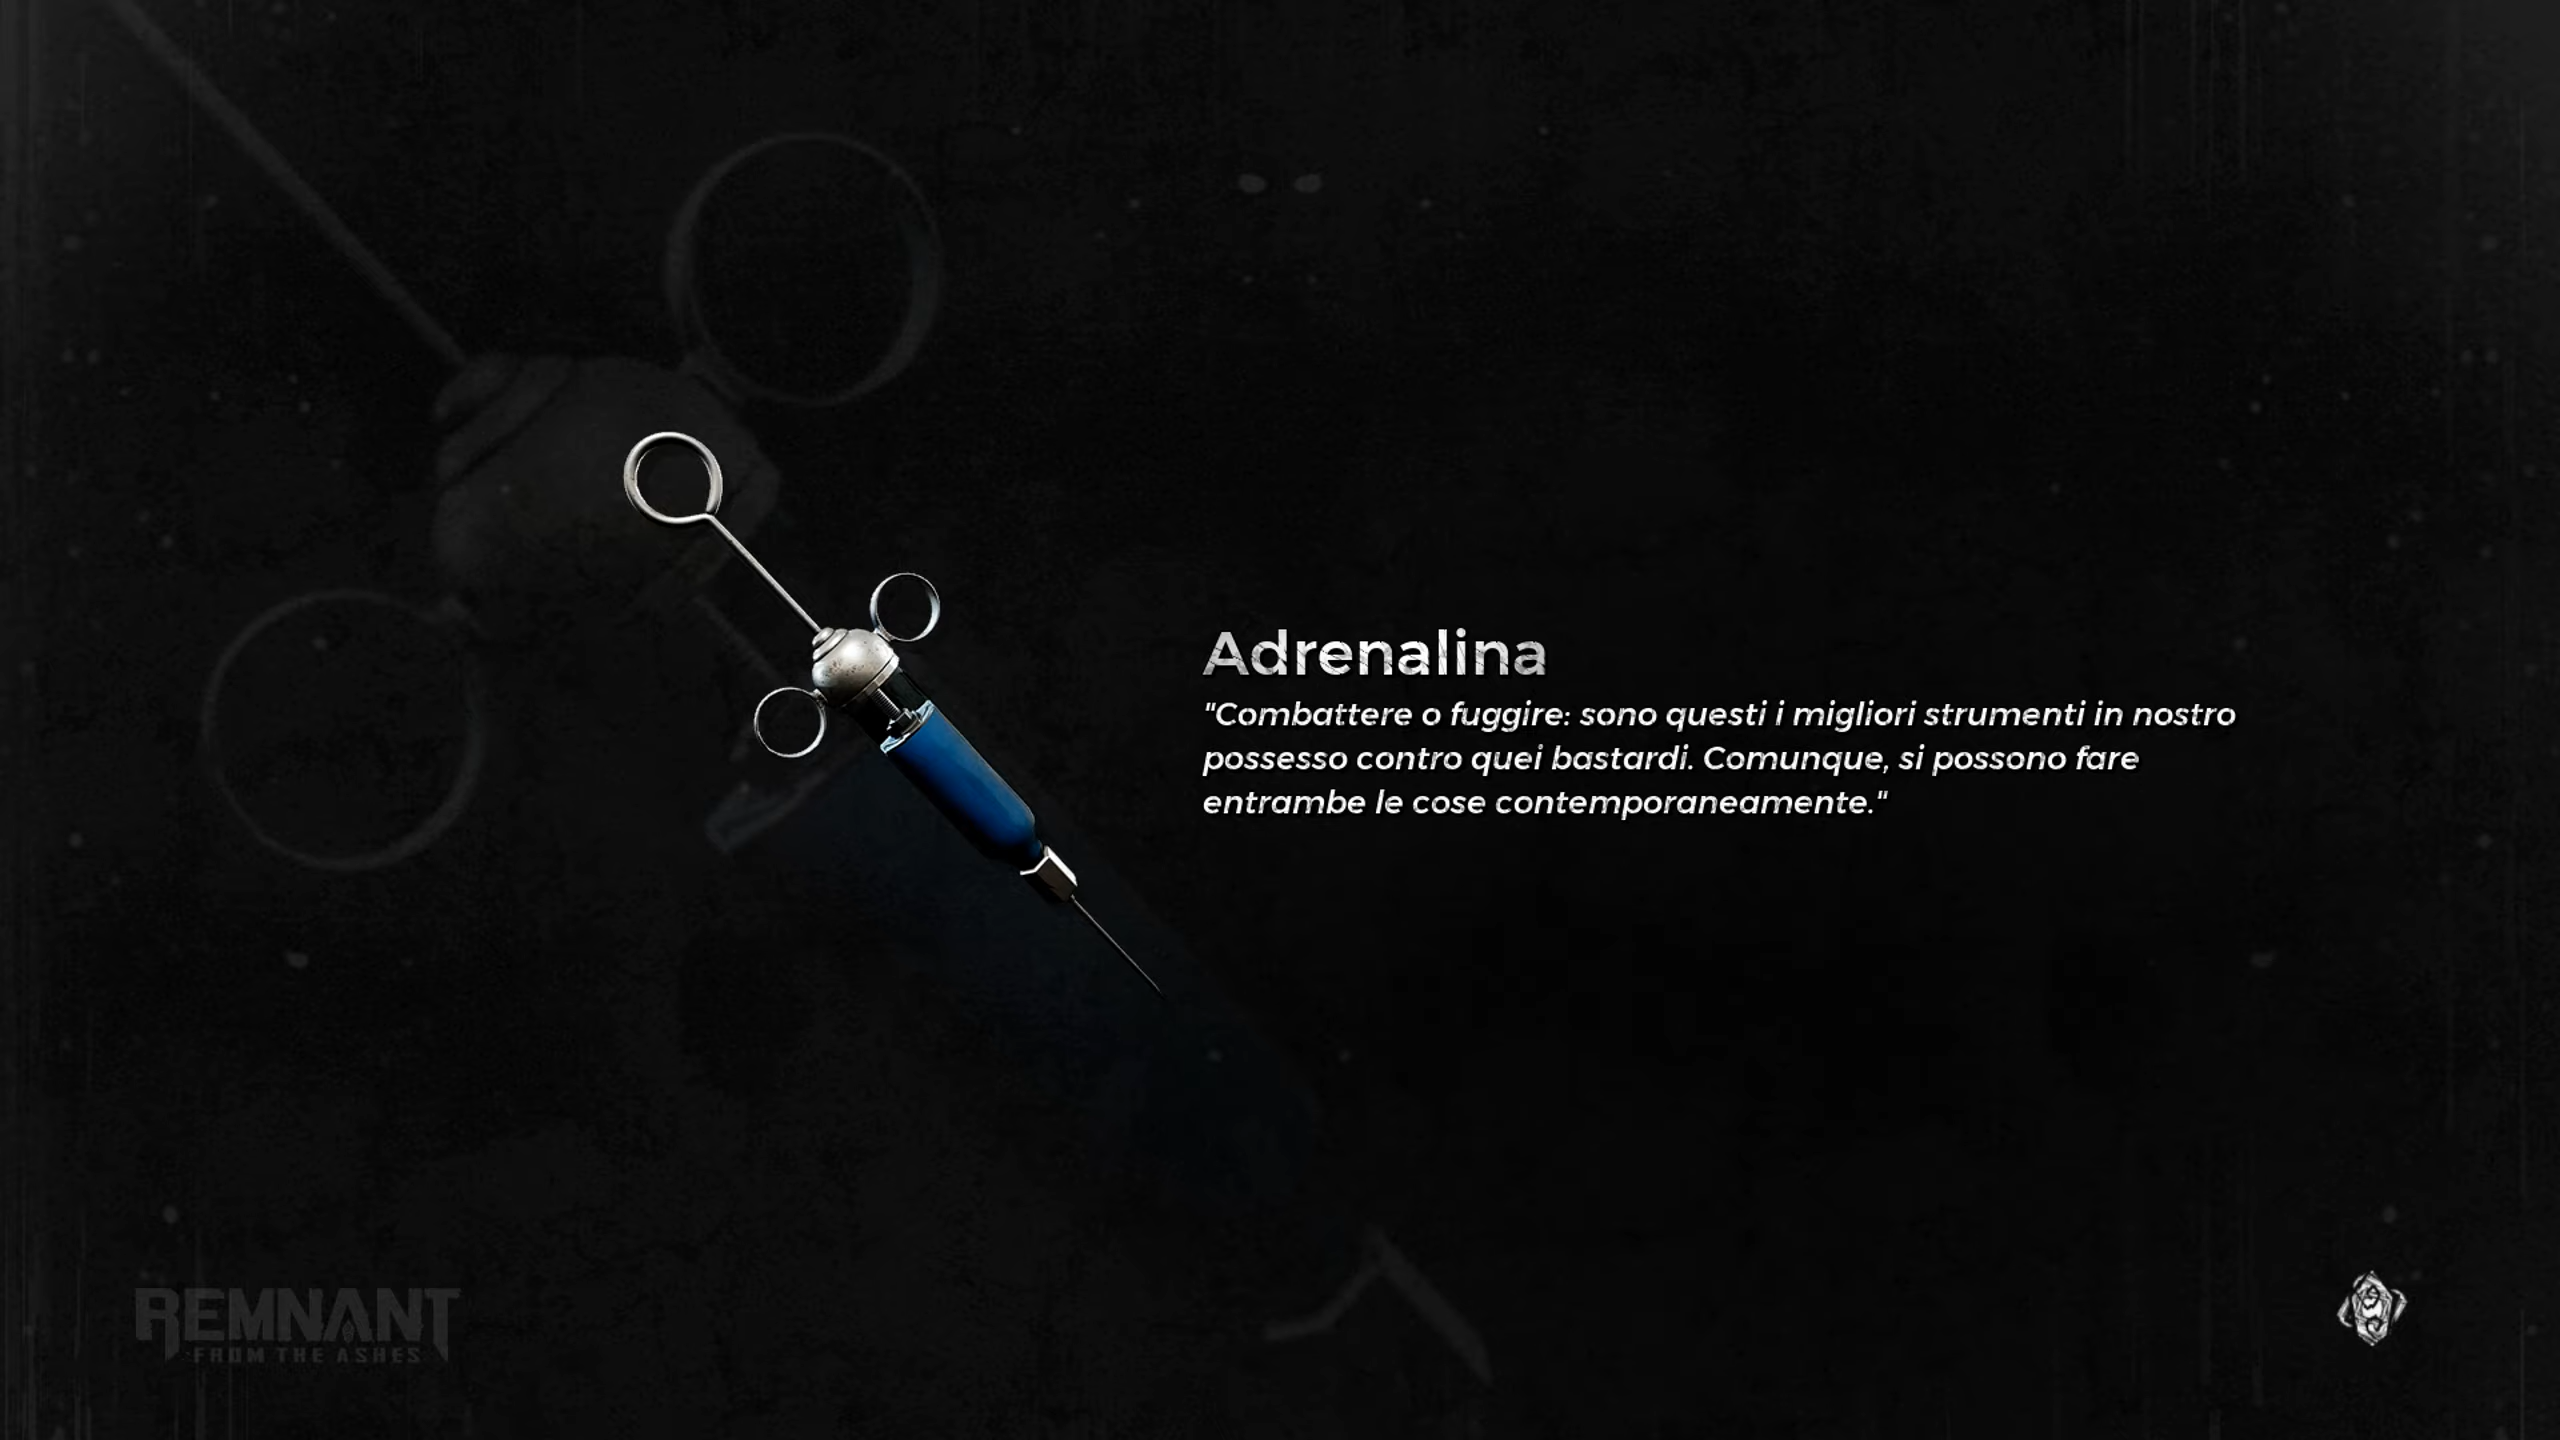 Adrenalina
"Combattere o fuggire: sono questi i migliori strumenti in nostro
possesso contro quei bastardi. Comunque, si possono fare
entrambe le cose contemporaneamente."
REMNANT
FROM THE ASHES